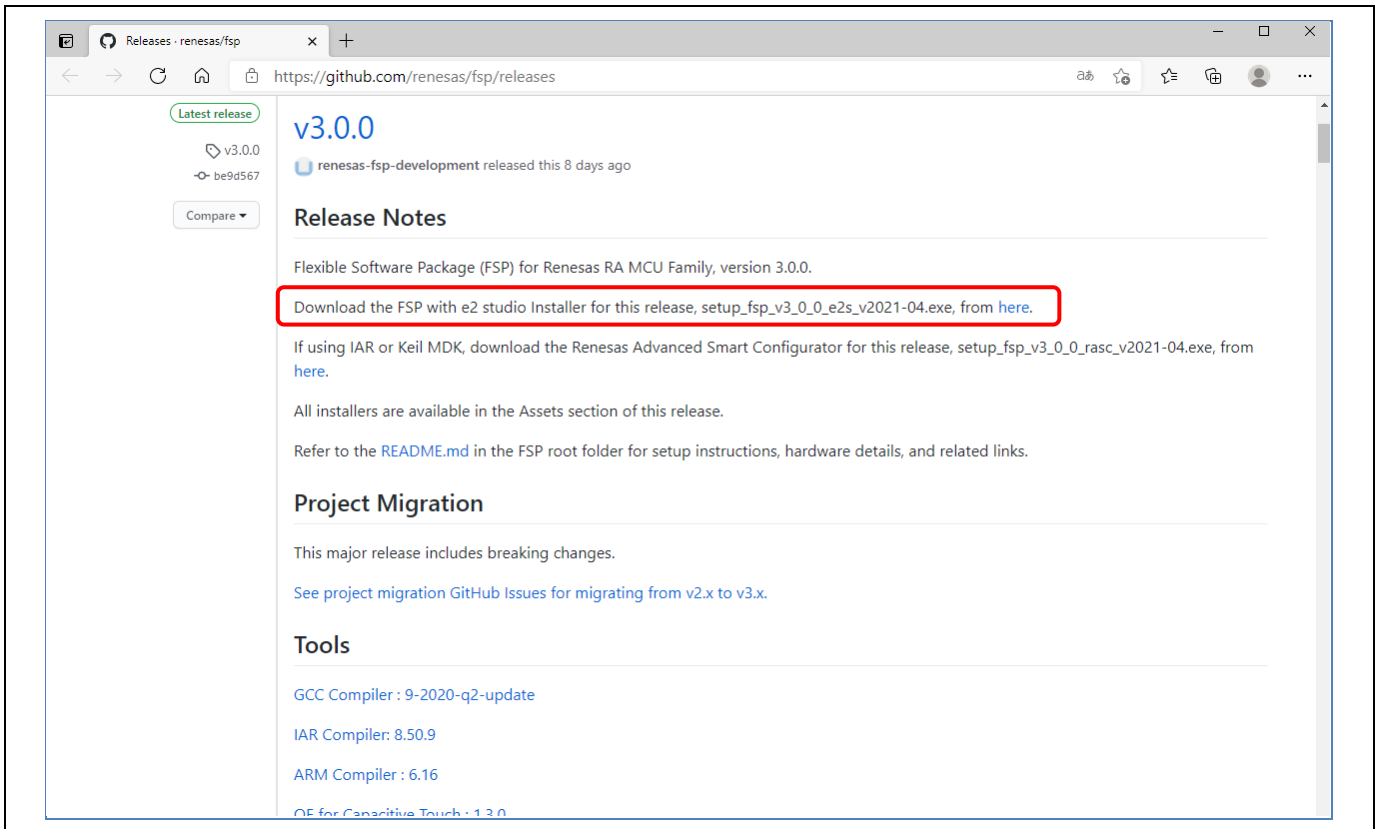 Releases · renesas/fsp
https://github.com/renesas/fsp/releases
Latest release
v3.0.0
be9d567
Compare
v3.0.0
renesas-fsp-development released this 8 days ago
Release Notes
Flexible Software Package (FSP) for Renesas RA MCU Family, version 3.0.0.
Download the FSP with e2 studio Installer for this release, setup_fsp_v3_0_0_e2s_v2021-04.exe, from here.
If using IAR or Keil MDK, download the Renesas Advanced Smart Configurator for this release, setup_fsp_v3_0_0_rasc_v2021-04.exe, from
here.
All installers are available in the Assets section of this release.
Refer to the README.md in the FSP root folder for setup instructions, hardware details, and related links.
Project Migration
This major release includes breaking changes.
See project migration GitHub Issues for migrating from v2.x to v3.x.
Tools
GCC Compiler : 9-2020-q2-update
IAR Compiler: 8.50.9
ARM Compiler : 6.16
for Capacitive Touch : 1.3.0